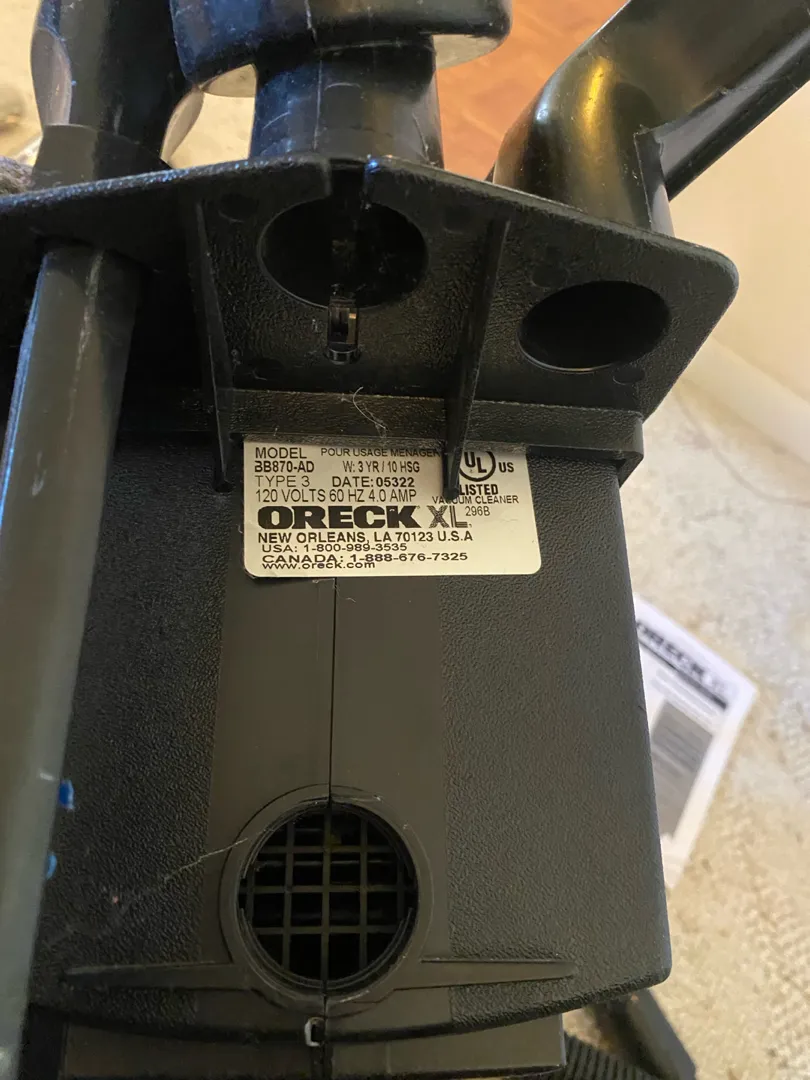 MODEL POUR USAGE MENAGER
BB870-AD W: 3 YR / 10 HSG
TYPE 3 DATE: 05322
120 VOLTS 60 HZ 4.0 AMP
UL US
LISTED
VACUUM CLEANER
296B
ORECK XL
NEW ORLEANS, LA 70123 U.S.A
USA: 1-800-989-3535
CANADA: 1-888-676-7325
www.oreck.com
ORECK